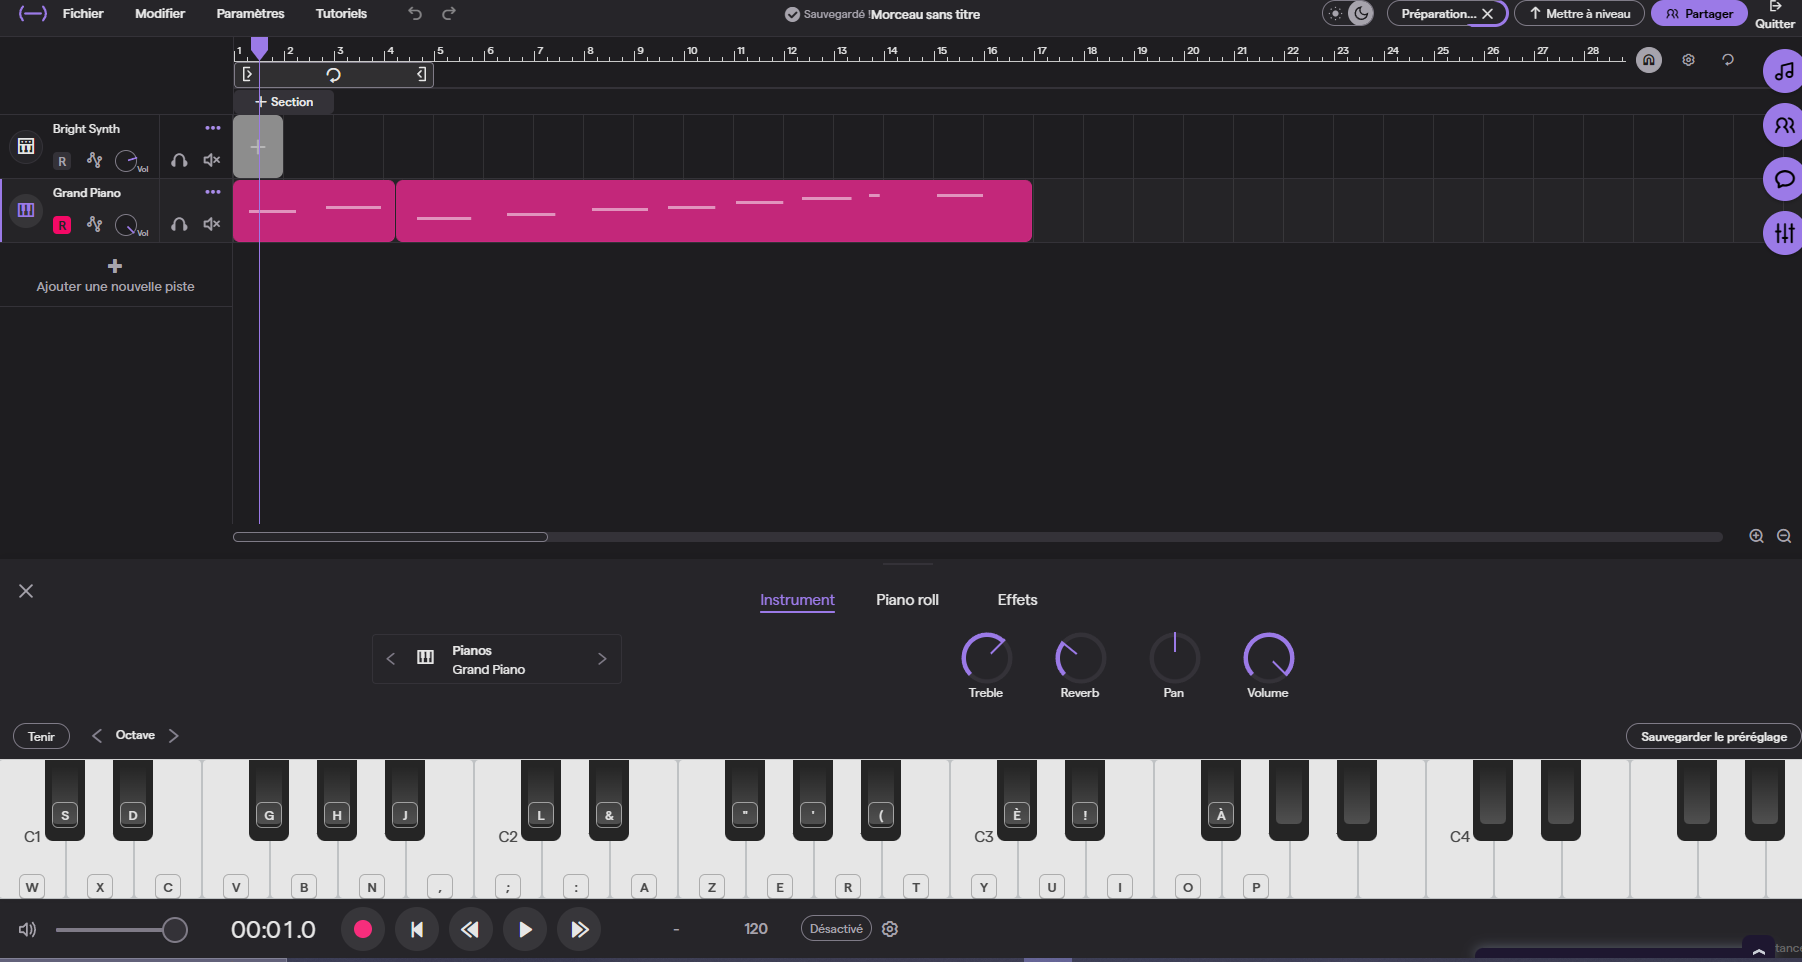 Fichier Modifier Paramètres Tutoriels Sauvegardé ! Morceau sans titre Préparation... Mettre à niveau Partager Quitter
1 2 3 4 5 6 7 8 9 10 11 12 13 14 15 16 17 18 19 20 21 22 23 24 25 26 27 28
+ Section
Bright Synth
R Vol
Grand Piano
R Vol
Ajouter une nouvelle piste
Instrument Piano roll Effets
Pianos
Grand Piano
Treble Reverb Pan Volume
Tenir Octave Sauvegarder le préréglage
S D G H J L & " ' ( È ! À
C1 C2 C3 C4
W X C V B N , ; : A Z E R T Y U I O P
00:01.0 - 120 Désactivé